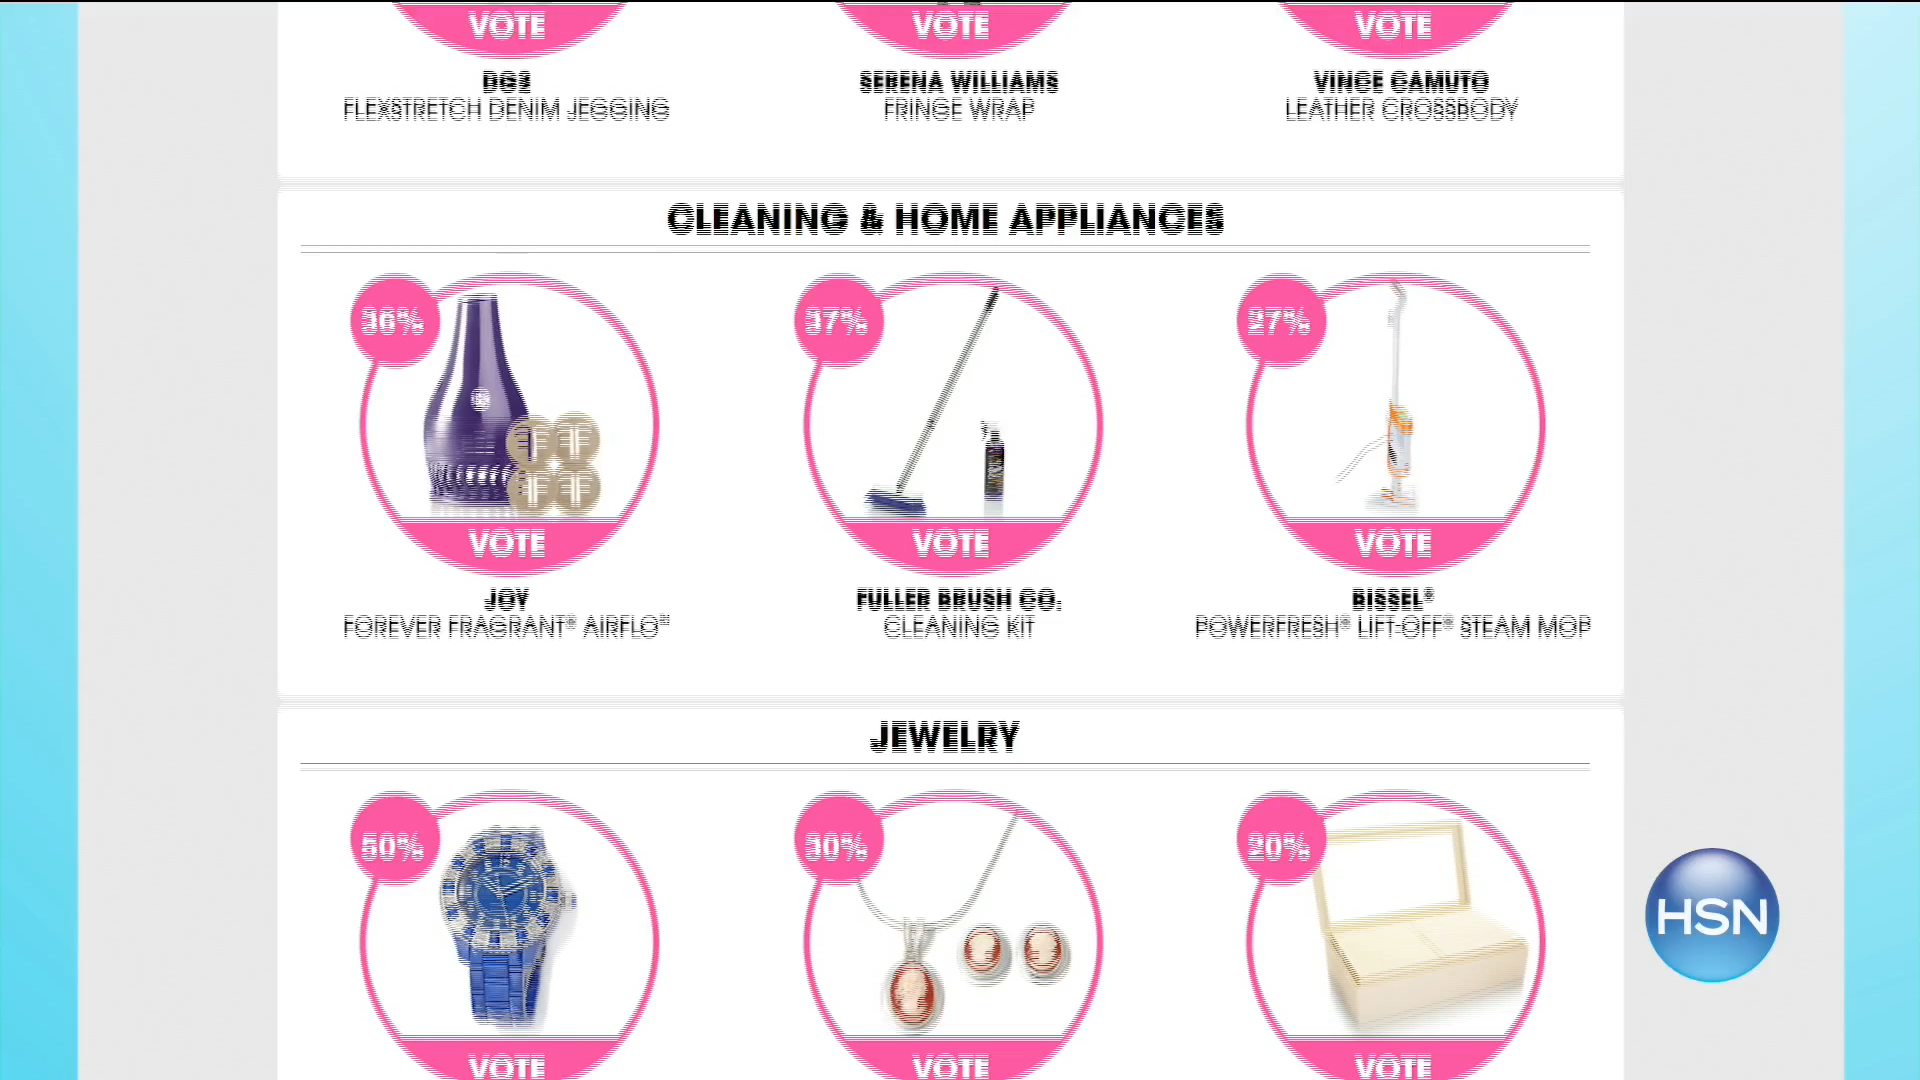 VOTE VOTE VOTE
DG2 SERENA WILLIAMS VINCE CAMUTO
FLEXSTRETCH DENIM JEGGING FRINGE WRAP LEATHER CROSSBODY
CLEANING & HOME APPLIANCES
36% 37% 27%
VOTE VOTE VOTE
JOY FULLER BRUSH CO. BISSEL®
FOREVER FRAGRANT® AIRFLO™ CLEANING KIT POWERFRESH® LIFT-OFF® STEAM MOP
JEWELRY
50% 30% 20%
HSN
VOTE VOTE VOTE